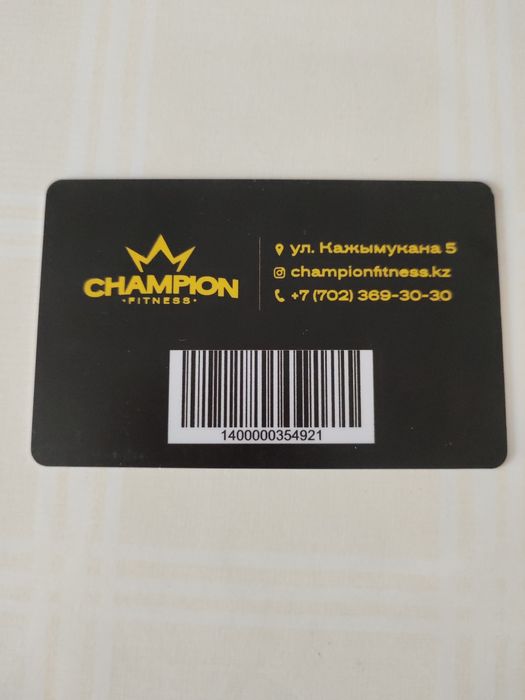 CHAMPION
·FITNESS·
ул. Кажымукана 5
championfitness.kz
+7 (702) 369-30-30
1400000354921